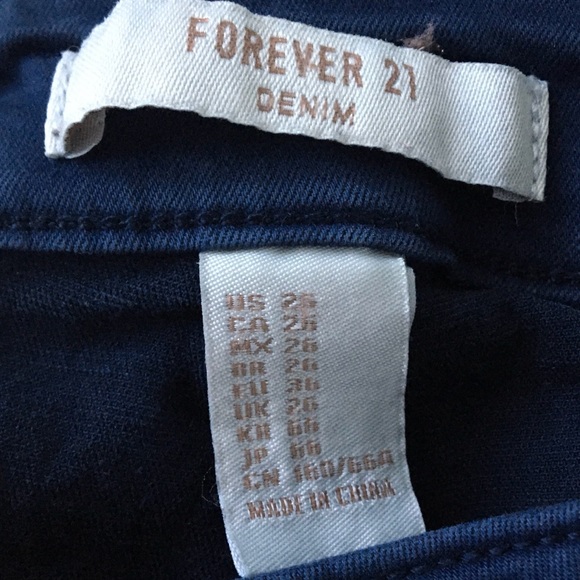 FOREVER 21
DENIM
US 26
CA 26
MX 26
BR 26
EU 36
UK 26
KR 66
JP 66
CN 160/66A
MADE IN CHINA